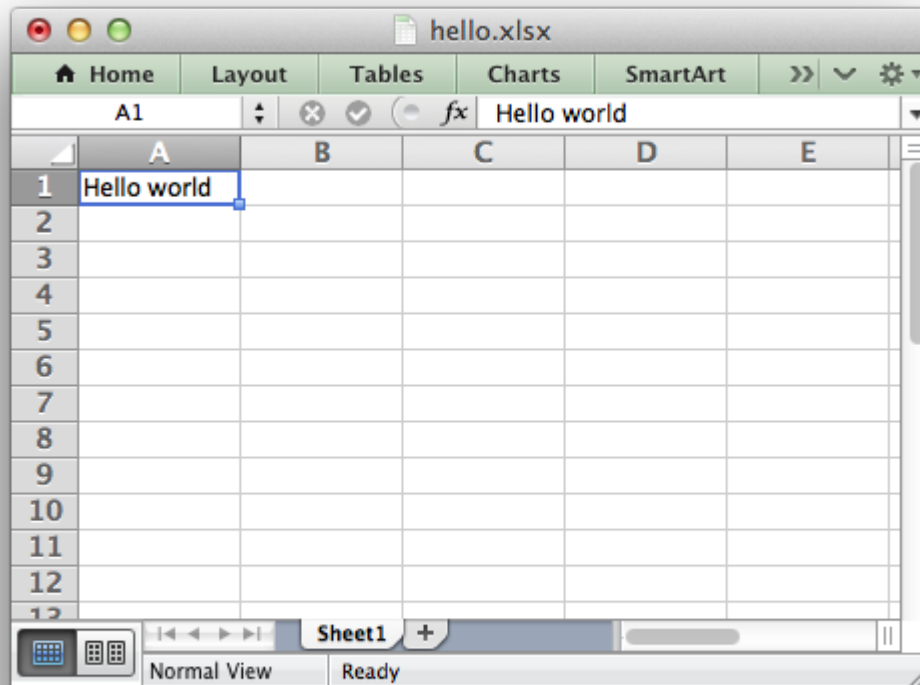 hello.xlsx
Home Layout Tables Charts SmartArt
A1 fx Hello world
A B C D E
1 Hello world
2
3
4
5
6
7
8
9
10
11
12
13
Sheet1
Normal View Ready